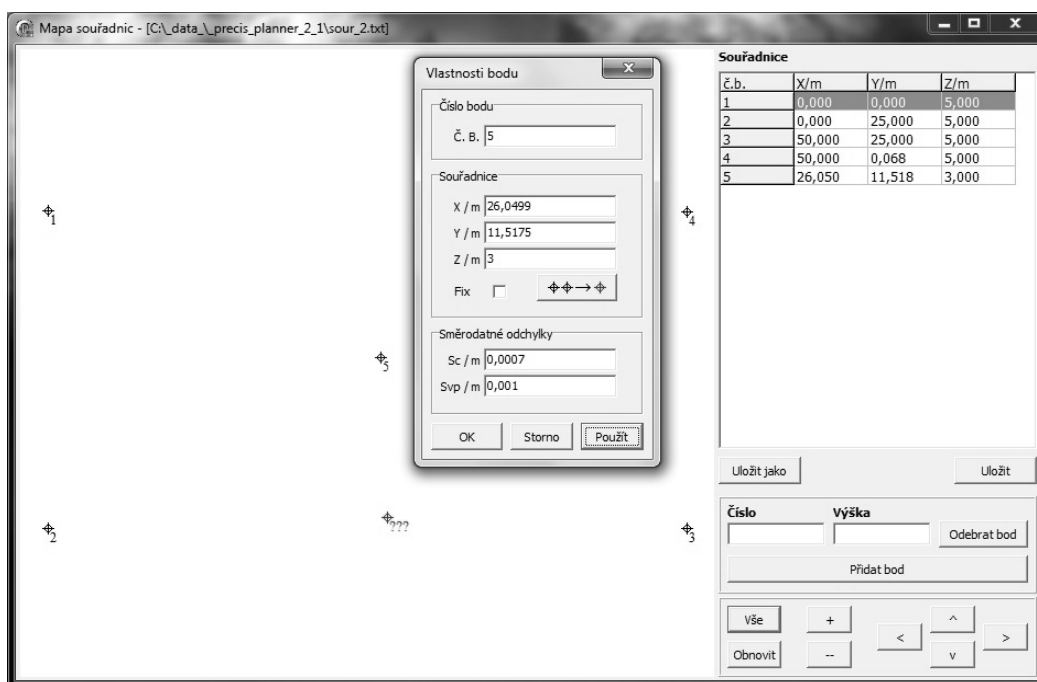 Mapa souřadnic - [C:\_data_\_precis_planner_2_1\sour_2.txt]
1
4
5
2
???
3
Vlastnosti bodu
Číslo bodu
Č. B. 5
Souřadnice
X / m 26,0499
Y / m 11,5175
Z / m 3
Fix
Směrodatné odchylky
Sc / m 0,0007
Svp / m 0,001
OK Storno Použít
Souřadnice
č.b. X/m Y/m Z/m
1 0,000 0,000 5,000
2 0,000 25,000 5,000
3 50,000 25,000 5,000
4 50,000 0,068 5,000
5 26,050 11,518 3,000
Uložit jako Uložit
Číslo Výška
Odebrat bod
Přidat bod
Vše + < ^ >
Obnovit -- v